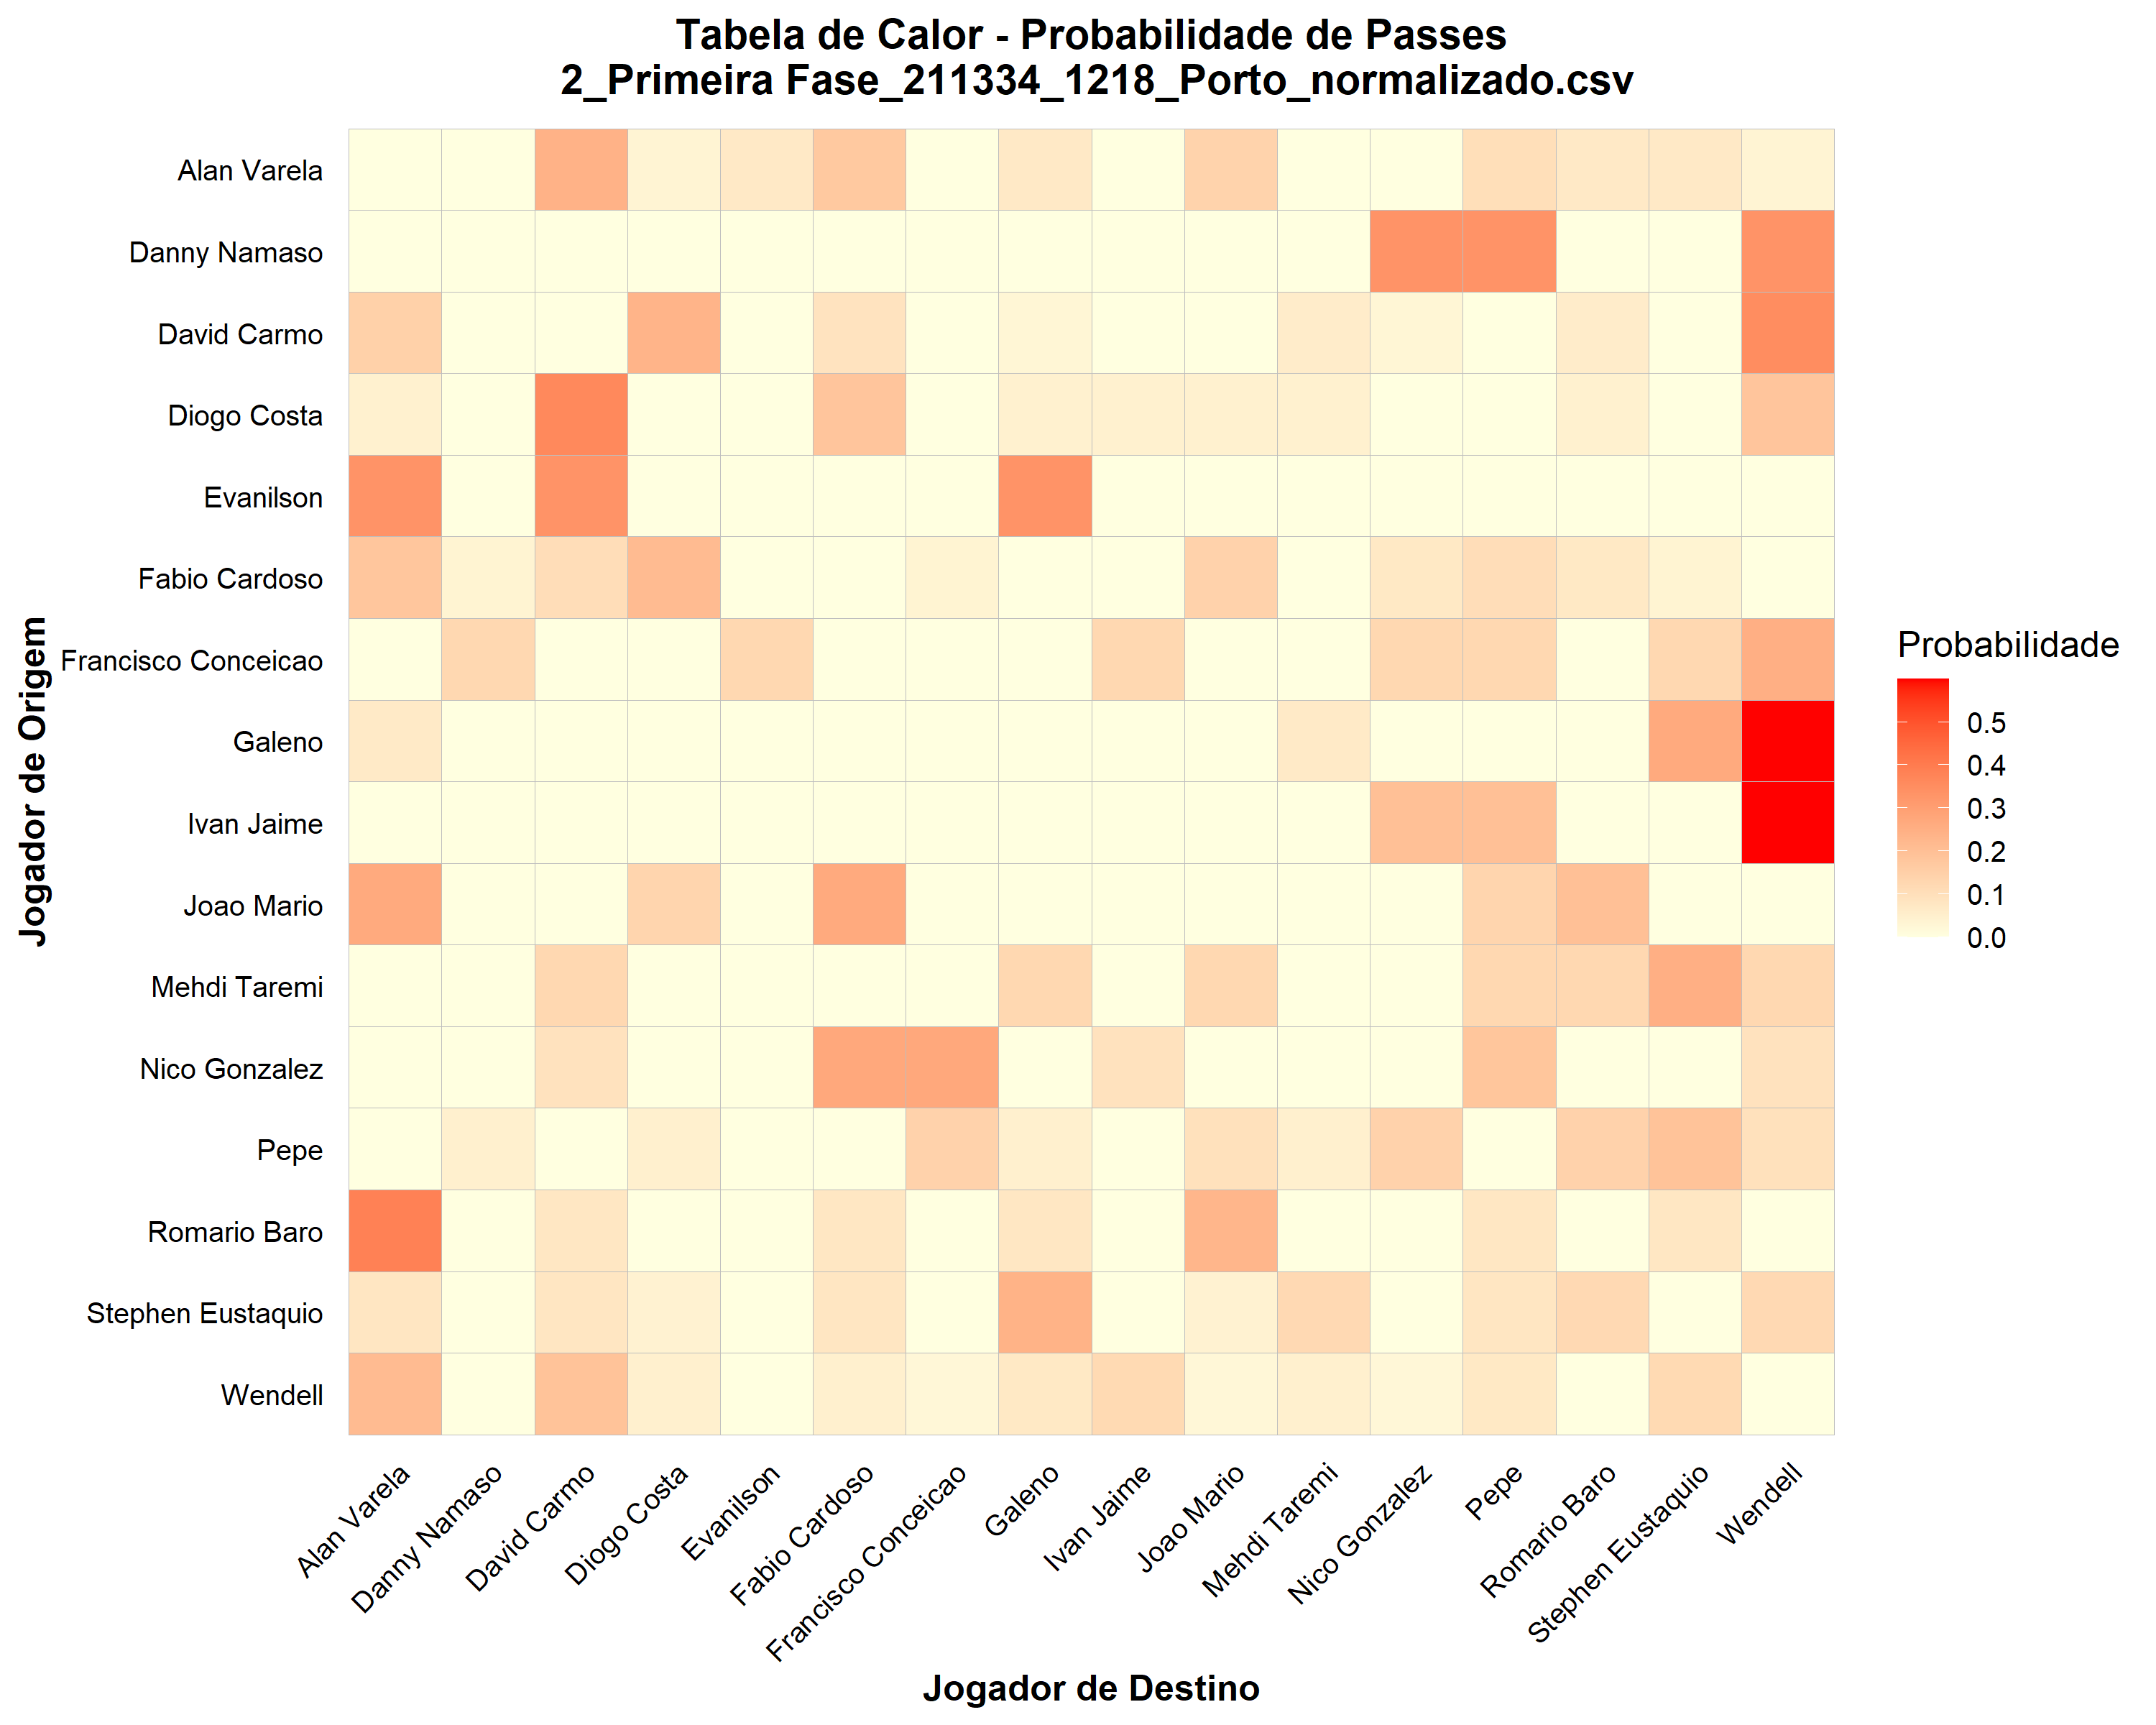 Tabela de Calor - Probabilidade de Passes
2_Primeira Fase_211334_1218_Porto_normalizado.csv
Jogador de Origem
Alan Varela
Danny Namaso
David Carmo
Diogo Costa
Evanilson
Fabio Cardoso
Francisco Conceicao
Galeno
Ivan Jaime
Joao Mario
Mehdi Taremi
Nico Gonzalez
Pepe
Romario Baro
Stephen Eustaquio
Wendell
Alan Varela
Danny Namaso
David Carmo
Diogo Costa
Evanilson
Fabio Cardoso
Francisco Conceicao
Galeno
Ivan Jaime
Joao Mario
Mehdi Taremi
Nico Gonzalez
Pepe
Romario Baro
Stephen Eustaquio
Wendell
Jogador de Destino
Probabilidade
0.5
0.4
0.3
0.2
0.1
0.0